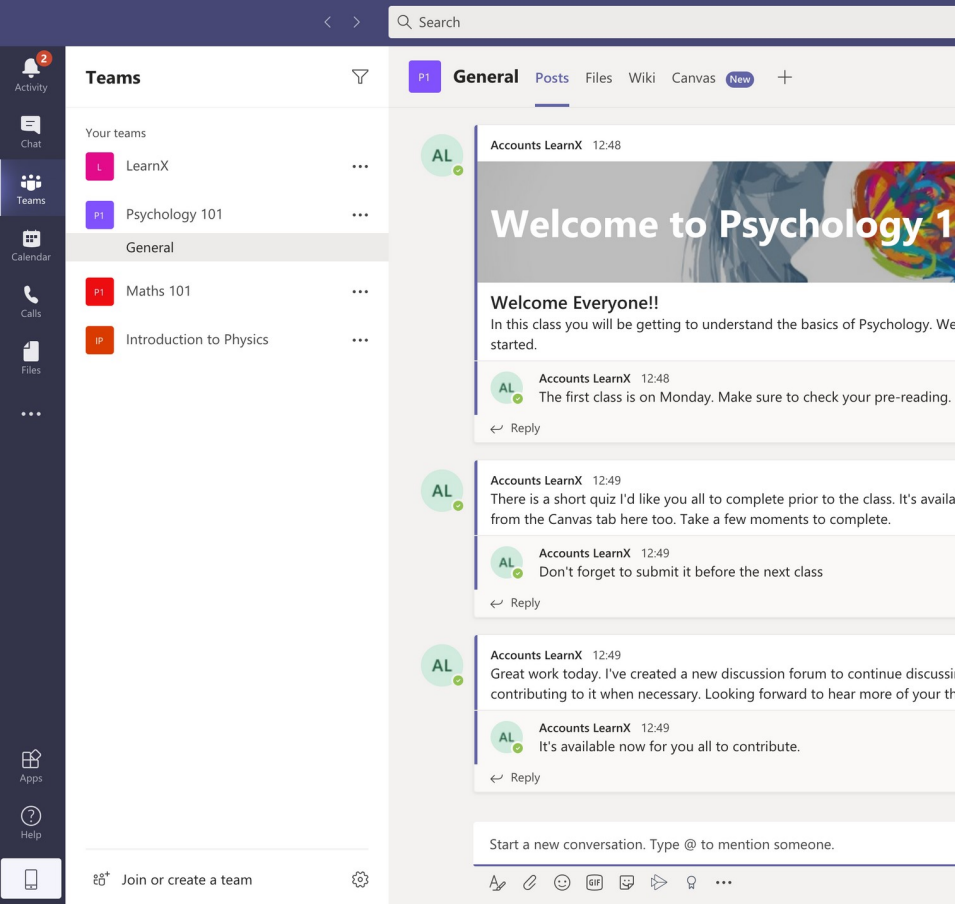 Search
2
Activity
Chat
Teams
Calendar
Calls
Files
Apps
Help
Teams
Your teams
L LearnX
P1 Psychology 101
General
P1 Maths 101
IP Introduction to Physics
Join or create a team
P1 General Posts Files Wiki Canvas New
AL Accounts LearnX 12:48
Welcome to Psychology 1
Welcome Everyone!!
In this class you will be getting to understand the basics of Psychology. We
started.
AL Accounts LearnX 12:48
The first class is on Monday. Make sure to check your pre-reading.
Reply
AL Accounts LearnX 12:49
There is a short quiz I'd like you all to complete prior to the class. It's availa
from the Canvas tab here too. Take a few moments to complete.
AL Accounts LearnX 12:49
Don't forget to submit it before the next class
Reply
AL Accounts LearnX 12:49
Great work today. I've created a new discussion forum to continue discussi
contributing to it when necessary. Looking forward to hear more of your th
AL Accounts LearnX 12:49
It's available now for you all to contribute.
Reply
Start a new conversation. Type @ to mention someone.
GIF